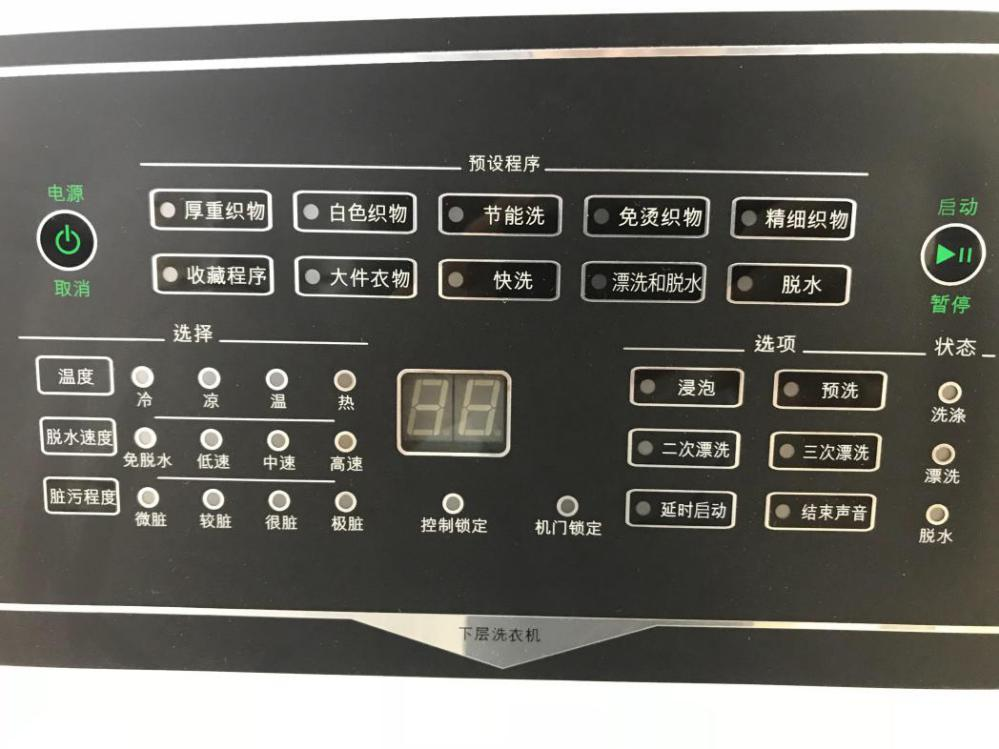 预设程序
电源
取消
厚重织物 白色织物 节能洗 免烫织物 精细织物
收藏程序 大件衣物 快洗 漂洗和脱水 脱水
启动
暂停
选择
温度 冷 凉 温 热
脱水速度 免脱水 低速 中速 高速
脏污程度 微脏 较脏 很脏 极脏
控制锁定 机门锁定
选项
浸泡 预洗
二次漂洗 三次漂洗
延时启动 结束声音
状态
洗涤
漂洗
脱水
下层洗衣机